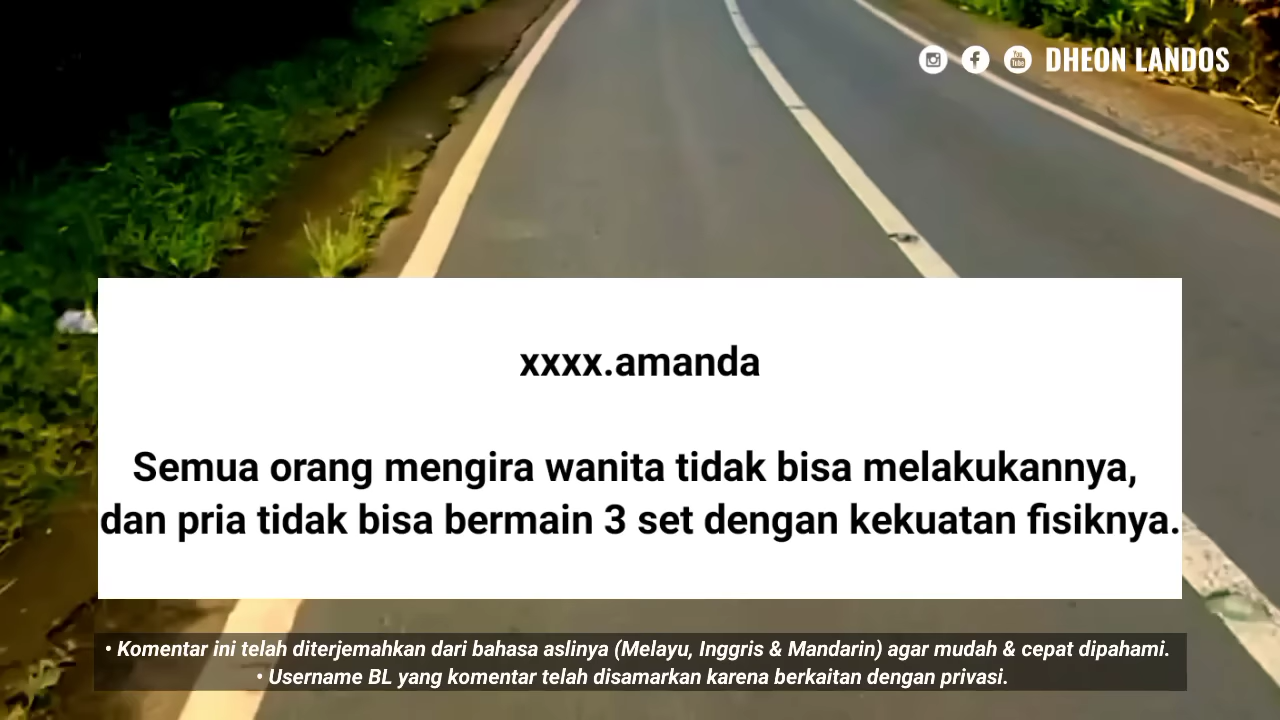 DHEON LANDOS
xxxx.amanda
Semua orang mengira wanita tidak bisa melakukannya,
dan pria tidak bisa bermain 3 set dengan kekuatan fisiknya.
• Komentar ini telah diterjemahkan dari bahasa aslinya (Melayu, Inggris & Mandarin) agar mudah & cepat dipahami.
• Username BL yang komentar telah disamarkan karena berkaitan dengan privasi.